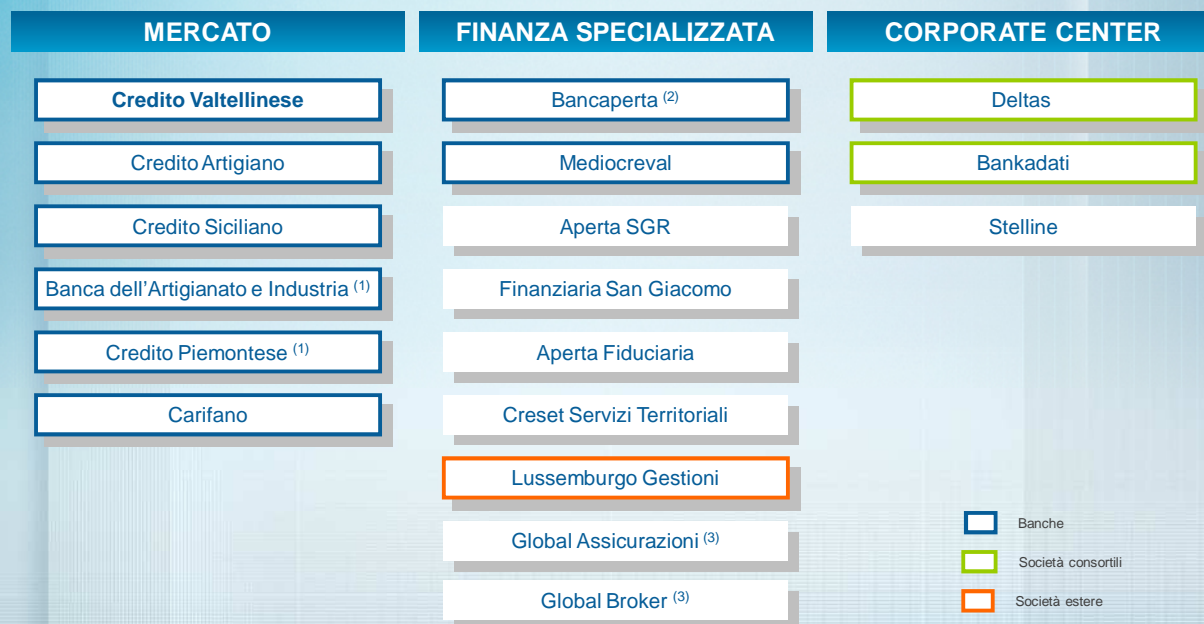 MERCATO
Credito Valtellinese
Credito Artigiano
Credito Siciliano
Banca dell’Artigianato e Industria (1)
Credito Piemontese (1)
Carifano
FINANZA SPECIALIZZATA
Bancaperta (2)
Mediocreval
Aperta SGR
Finanziaria San Giacomo
Aperta Fiduciaria
Creset Servizi Territoriali
Lussemburgo Gestioni
Global Assicurazioni (3)
Global Broker (3)
CORPORATE CENTER
Deltas
Bankadati
Stelline
Banche
Società consortili
Società estere